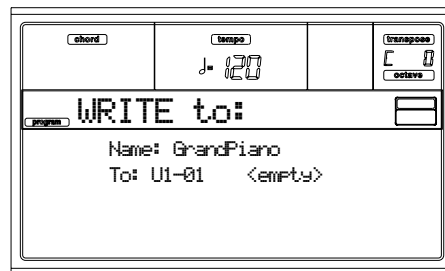 chord tempo transpose
♩= 120 C 0
octave
program WRITE to:
Name: GrandPiano
To: U1-01 <empty>